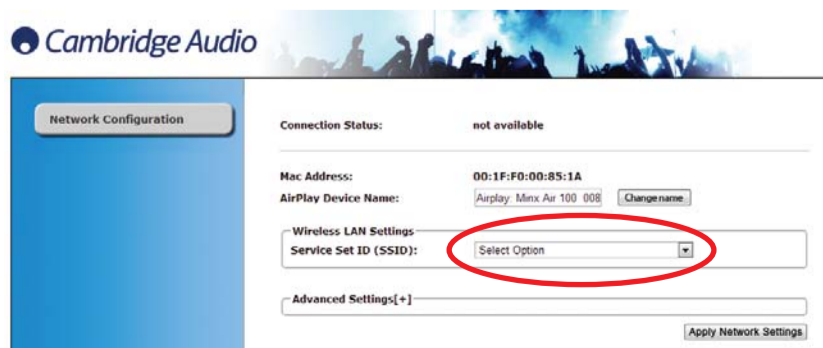 Cambridge Audio
Network Configuration
Connection Status: not available
Mac Address: 00:1F:F0:00:85:1A
AirPlay Device Name: Airplay: Minx Air 100 008 Change name
Wireless LAN Settings
Service Set ID (SSID): Select Option
Advanced Settings[+]
Apply Network Settings